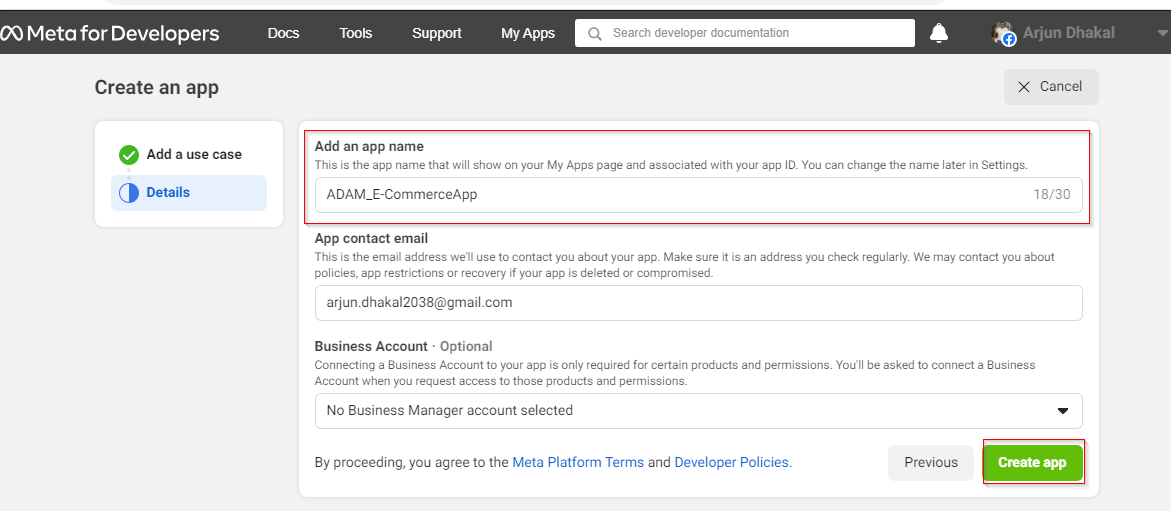 Meta for Developers Docs Tools Support My Apps Search developer documentation Arjun Dhakal
Create an app Cancel
Add a use case
Details
Add an app name
This is the app name that will show on your My Apps page and associated with your app ID. You can change the name later in Settings.
ADAM_E-CommerceApp 18/30
App contact email
This is the email address we'll use to contact you about your app. Make sure it is an address you check regularly. We may contact you about
policies, app restrictions or recovery if your app is deleted or compromised.
arjun.dhakal2038@gmail.com
Business Account · Optional
Connecting a Business Account to your app is only required for certain products and permissions. You'll be asked to connect a Business
Account when you request access to those products and permissions.
No Business Manager account selected
By proceeding, you agree to the Meta Platform Terms and Developer Policies. Previous Create app